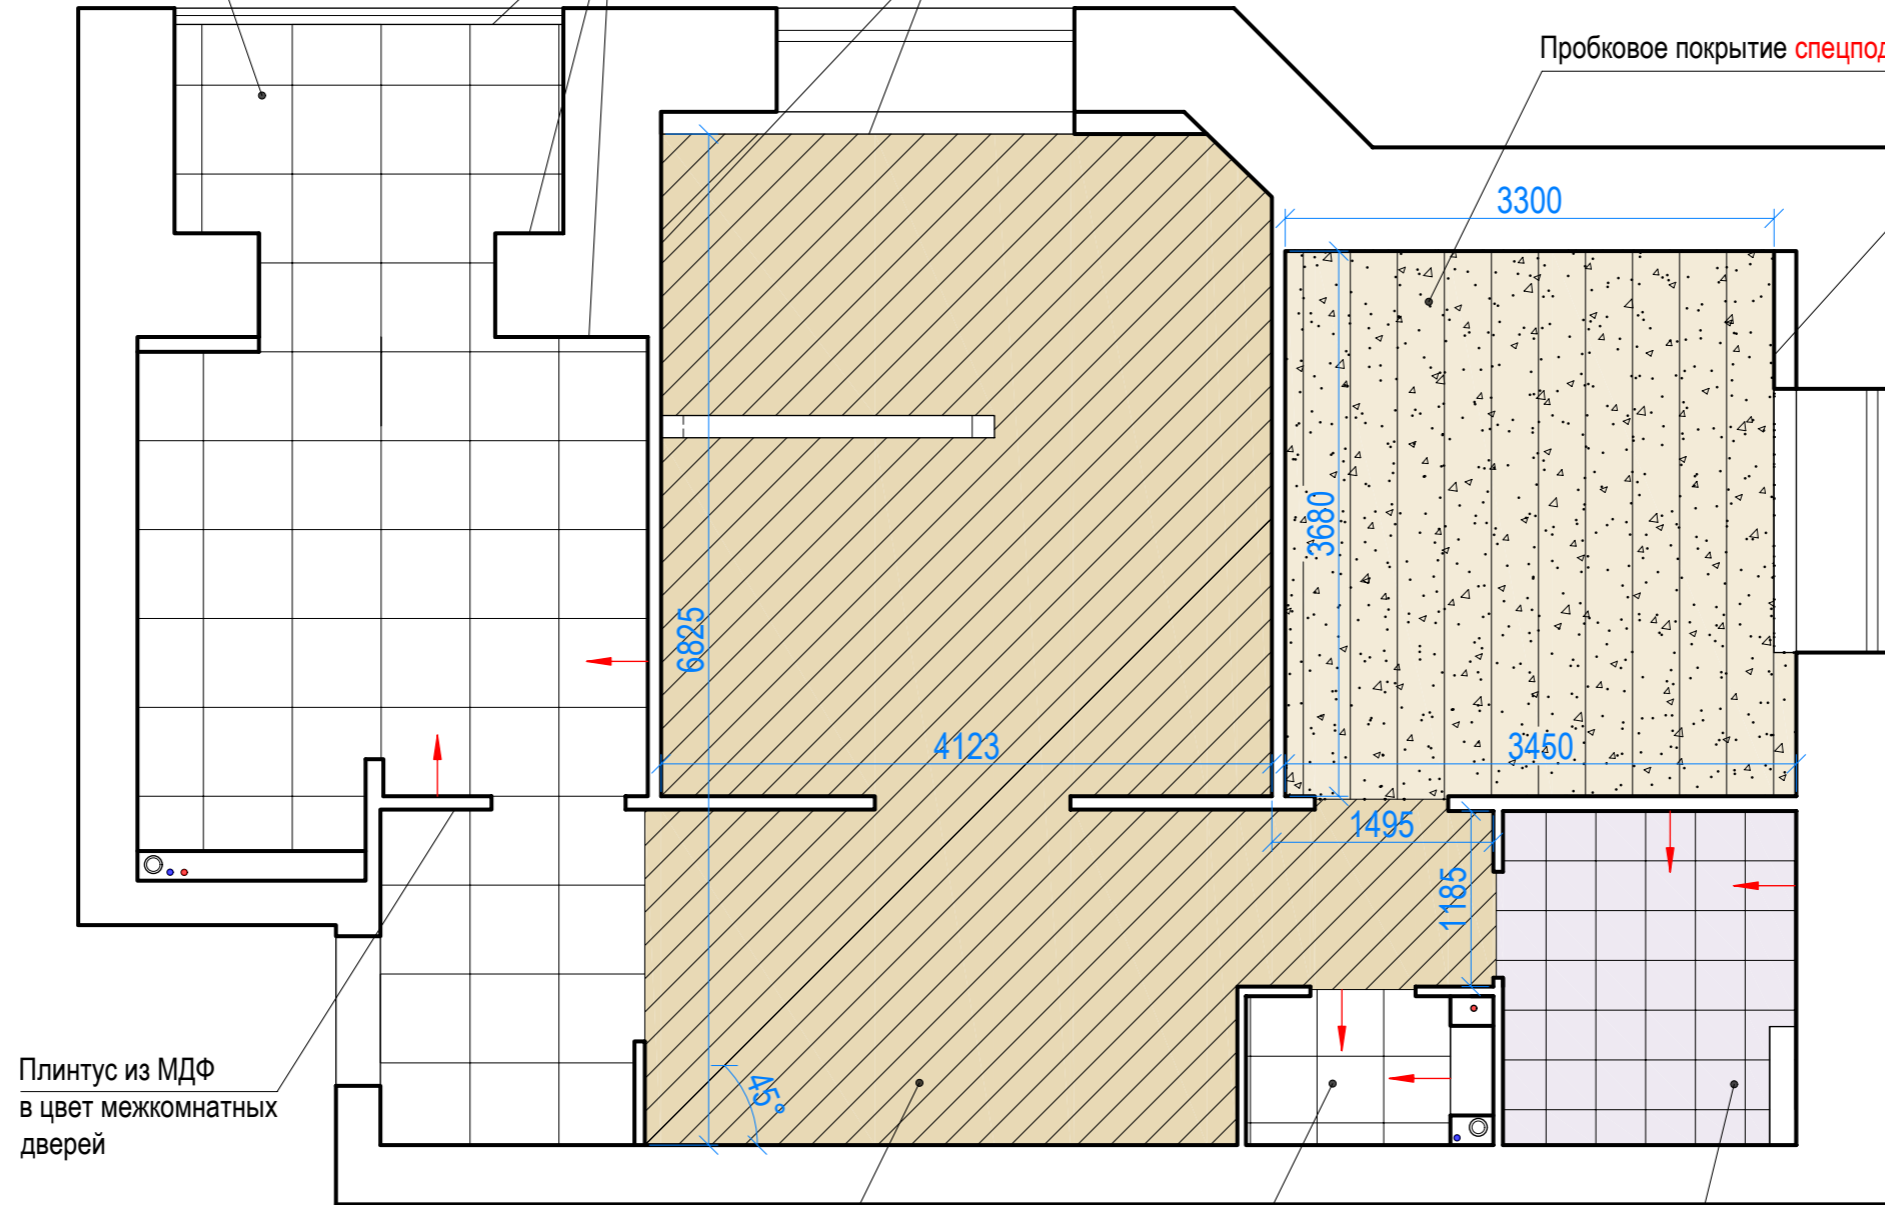 Пробковое покрытие спецпод
3300
3680
6825
4123
3450
1495
1185
45°
Плинтус из МДФ
в цвет межкомнатных
дверей